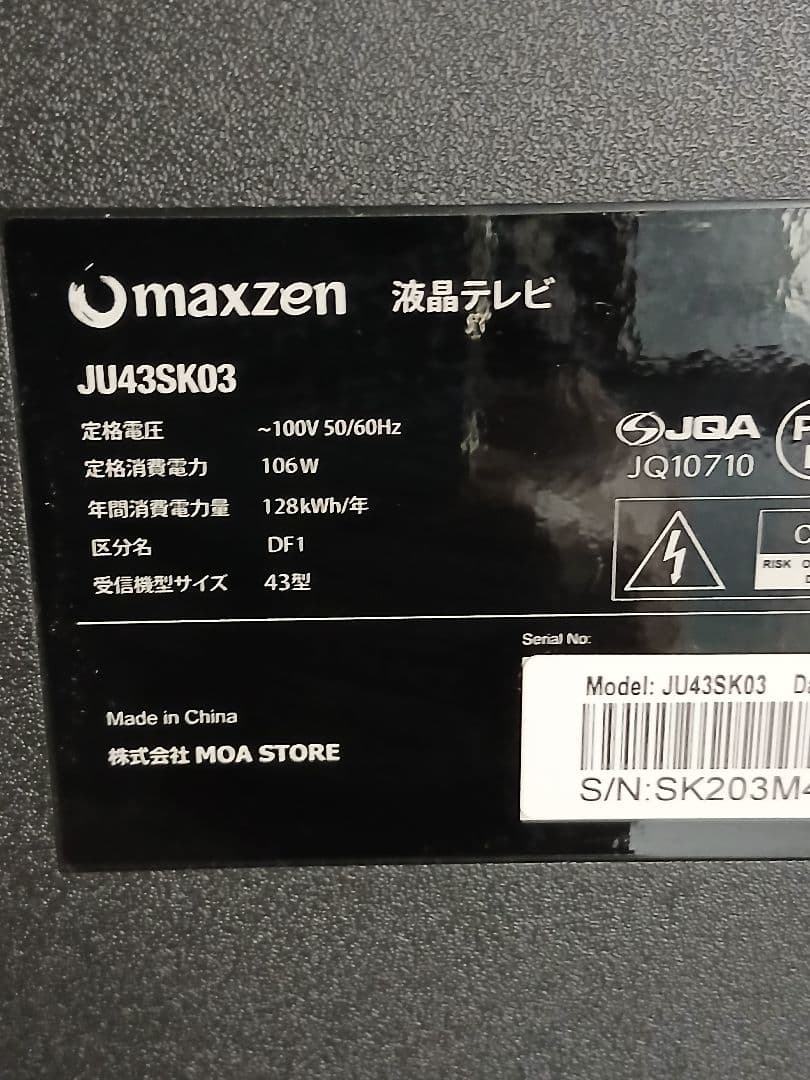 maxzen 液晶テレビ
JU43SK03
定格電圧 ~100V 50/60Hz
定格消費電力 106W
年間消費電力量 128kWh/年
区分名 DF1
受信機型サイズ 43型
JQA
JQ10710
RISK
Serial No:
Model: JU43SK03
S/N:SK203M4
Made in China
株式会社 MOA STORE